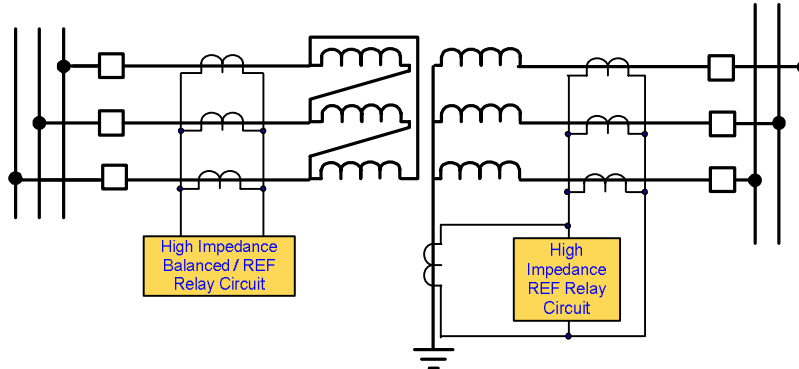 High Impedance
Balanced / REF
Relay Circuit
High
Impedance
REF Relay
Circuit